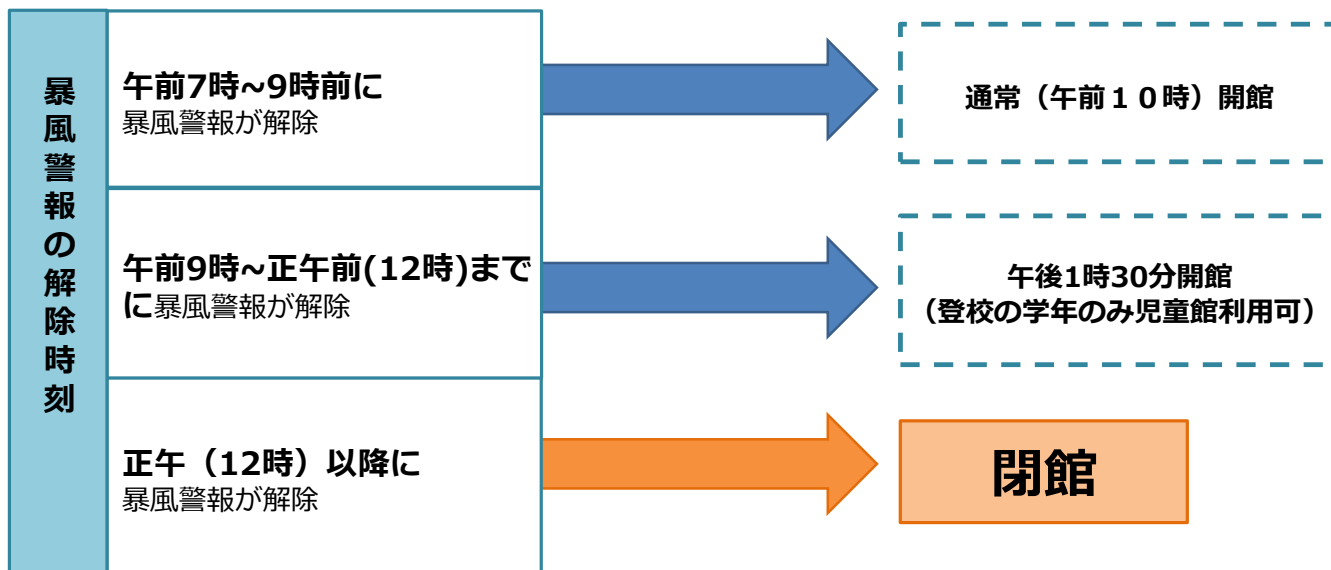 暴風警報の解除時刻
午前7時~9時前に
暴風警報が解除
通常（午前１０時）開館
午前9時~正午前(12時)まで
に暴風警報が解除
午後1時30分開館
（登校の学年のみ児童館利用可）
正午（12時）以降に
暴風警報が解除
閉館